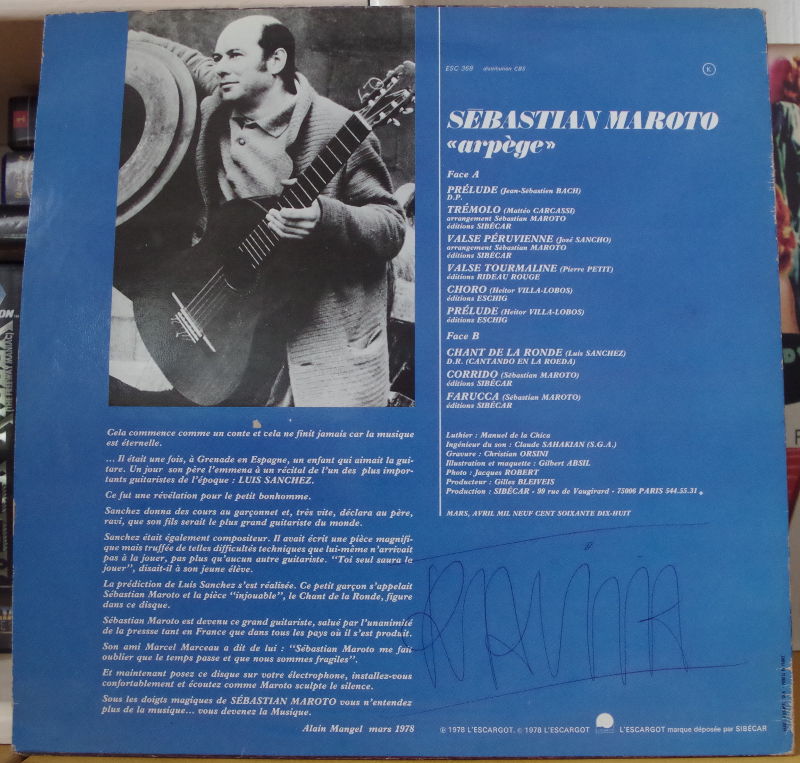 ESC 368 distribution CBS
K
SÉBASTIAN MAROTO
«arpège»
Face A
PRÉLUDE (Jean-Sébastien BACH)
D.P.
TRÉMOLO (Mattéo CARCASSI)
arrangement Sébastian MAROTO
éditions SIBÉCAR
VALSE PÉRUVIENNE (José SANCHO)
arrangement Sébastian MAROTO
éditions SIBÉCAR
VALSE TOURMALINE (Pierre PETIT)
éditions RIDEAU ROUGE
CHORO (Heitor VILLA-LOBOS)
éditions ESCHIG
PRÉLUDE (Heitor VILLA-LOBOS)
éditions ESCHIG
Face B
CHANT DE LA RONDE (Luis SANCHEZ)
D.R. (CANTANDO EN LA ROEDA)
CORRIDO (Sébastian MAROTO)
éditions SIBÉCAR
FARUCCA (Sébastian MAROTO)
éditions SIBÉCAR
Luthier : Manuel de la Chica
Ingénieur du son : Claude SAHAKIAN (S.G.A.)
Gravure : Christian ORSINI
Illustration et maquette : Gilbert ABSIL
Photo : Jacques ROBERT
Producteur : Gilles BLEIVEIS
Production : SIBÉCAR - 99 rue de Vaugirard - 75006 PARIS 544.55.31
MARS, AVRIL MIL NEUF CENT SOIXANTE DIX-HUIT
Cela commence comme un conte et cela ne finit jamais car la musique
est éternelle.
... Il était une fois, à Grenade en Espagne, un enfant qui aimait la gui-
tare. Un jour son père l'emmena à un récital de l'un des plus impor-
tants guitaristes de l'époque : LUIS SANCHEZ.
Ce fut une révélation pour le petit bonhomme.
Sanchez donna des cours au garçonnet et, très vite, déclara au père,
ravi, que son fils serait le plus grand guitariste du monde.
Sanchez était également compositeur. Il avait écrit une pièce magnifi-
que mais truffée de telles difficultés techniques que lui-même n'arrivait
pas à la jouer, pas plus qu'aucun autre guitariste. "Toi seul saura la
jouer", disait-il à son jeune élève.
La prédiction de Luis Sanchez s'est réalisée. Ce petit garçon s'appelait
Sébastian Maroto et la pièce "injouable", le Chant de la Ronde, figure
dans ce disque.
Sébastian Maroto est devenu ce grand guitariste, salué par l'unanimité
de la pressse tant en France que dans tous les pays où il s'est produit.
Son ami Marcel Marceau a dit de lui : "Sébastian Maroto me fait
oublier que le temps passe et que nous sommes fragiles".
Et maintenant posez ce disque sur votre électrophone, installez-vous
confortablement et écoutez comme Maroto sculpte le silence.
Sous les doigts magiques de SÉBASTIAN MAROTO vous n'entendez
plus de la musique... vous devenez la Musique.
Alain Mangel mars 1978
℗ 1978 L'ESCARGOT. © 1978 L'ESCARGOT
L'ESCARGOT marque déposée par SIBÉCAR